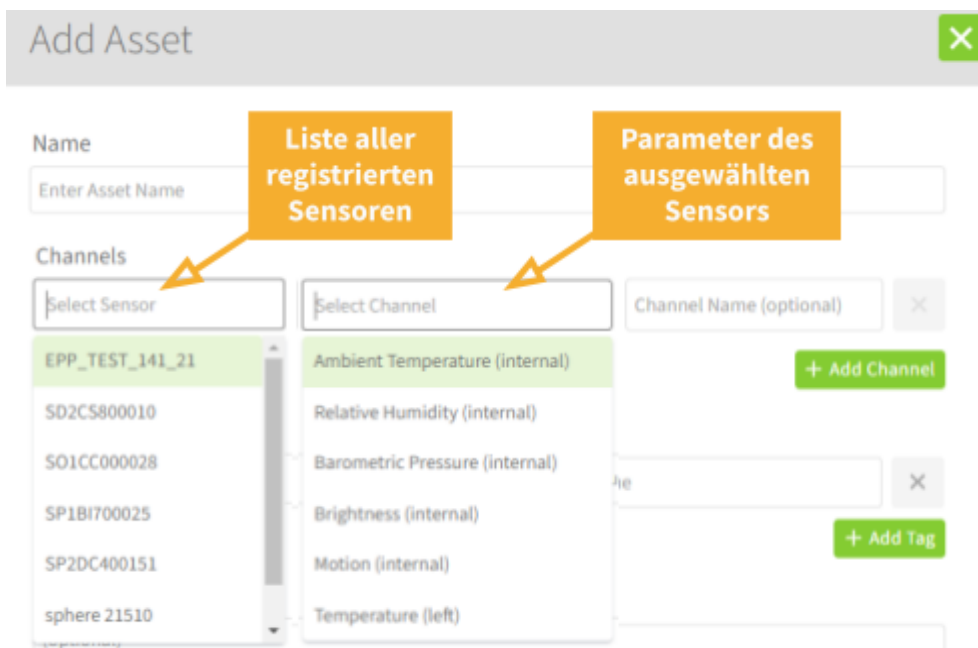 Add Asset
Name
Liste aller
registrierten
Sensoren
Parameter des
ausgewählten
Sensors
Enter Asset Name
Channels
Select Sensor
Select Channel
Channel Name (optional)
EPP_TEST_141_21
SD2CS800010
SO1CC000028
SP1BI700025
SP2DC400151
sphere 21510
Ambient Temperature (internal)
Relative Humidity (internal)
Barometric Pressure (internal)
Brightness (internal)
Motion (internal)
Temperature (left)
+ Add Channel
+ Add Tag